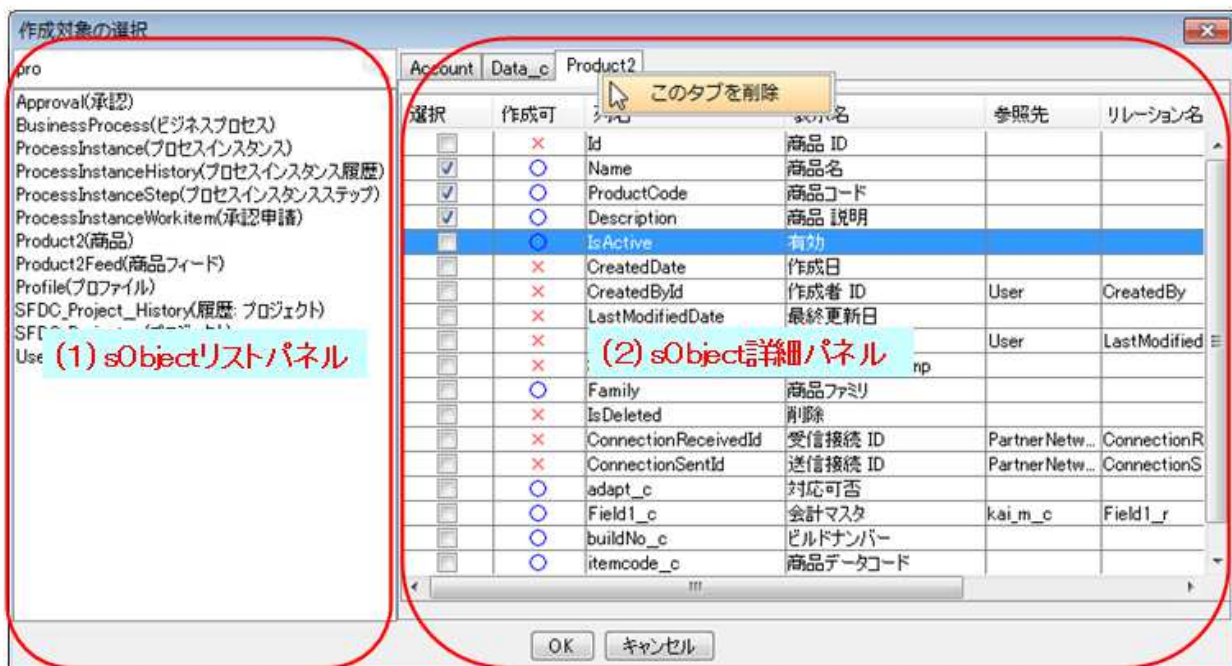 作成対象の選択
pro
Approval(承認)
BusinessProcess(ビジネスプロセス)
ProcessInstance(プロセスインスタンス)
ProcessInstanceHistory(プロセスインスタンス履歴)
ProcessInstanceStep(プロセスインスタンスステップ)
ProcessInstanceWorkitem(承認申請)
Product2(商品)
Product2Feed(商品フィード)
Profile(プロファイル)
SFDC_Project__History(履歴: プロジェクト)
(1) sObjectリストパネル
Account Data_c Product2
このタブを削除
選択 作成可 列名 表示名 参照先 リレーション名
× Id 商品 ID
○ Name 商品名
○ ProductCode 商品コード
○ Description 商品 説明
○ IsActive 有効
× CreatedDate 作成日
× CreatedById 作成者 ID User CreatedBy
× LastModifiedDate 最終更新日
× User LastModified
× mp
(2) sObject詳細パネル
○ Family 商品ファミリ
× IsDeleted 削除
× ConnectionReceivedId 受信接続 ID PartnerNetw... ConnectionR
× ConnectionSentId 送信接続 ID PartnerNetw... ConnectionS
○ adapt_c 対応可否
○ Field1_c 会計マスタ kai_m_c Field1_r
○ buildNo_c ビルドナンバー
○ itemcode_c 商品データコード
OK キャンセル